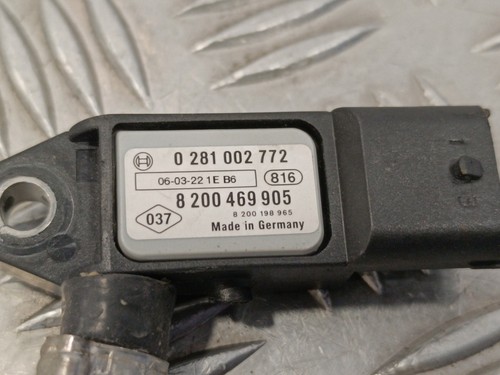 0 281 002 772
06-03-22 1E B6 816
8 200 469 905
037
8 200 198 965
Made in Germany